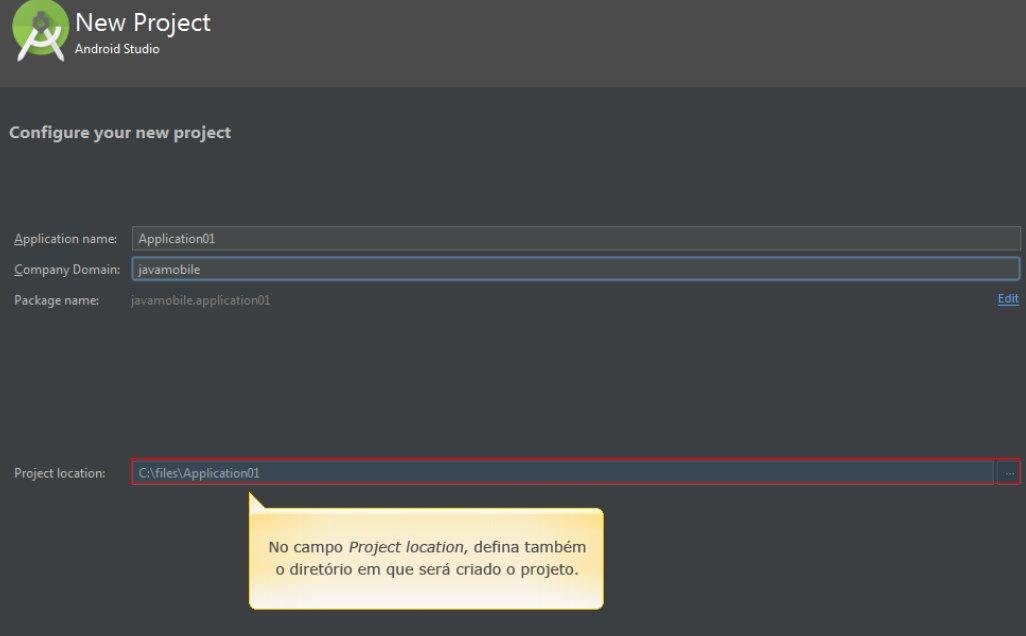 New Project
Android Studio
Configure your new project
Application name: Application01
Company Domain: javamobile
Package name: javamobile.application01 Edit
Project location: C:\files\Application01 ...
No campo Project location, defina também
o diretório em que será criado o projeto.